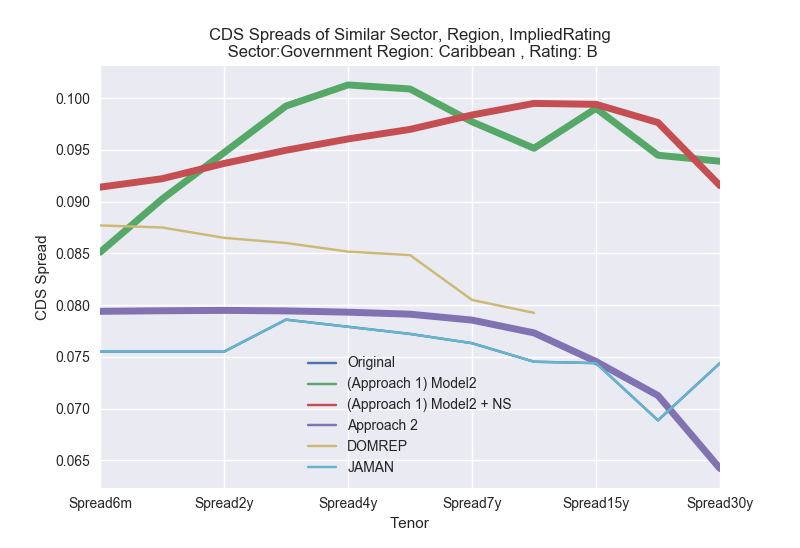 CDS Spreads of Similar Sector, Region, ImpliedRating
Sector:Government Region: Caribbean , Rating: B
0.100
0.095
0.090
0.085
0.080
0.075
0.070
0.065
CDS Spread
Original
(Approach 1) Model2
(Approach 1) Model2 + NS
Approach 2
DOMREP
JAMAN
Spread6m Spread2y Spread4y Spread7y Spread15y Spread30y
Tenor